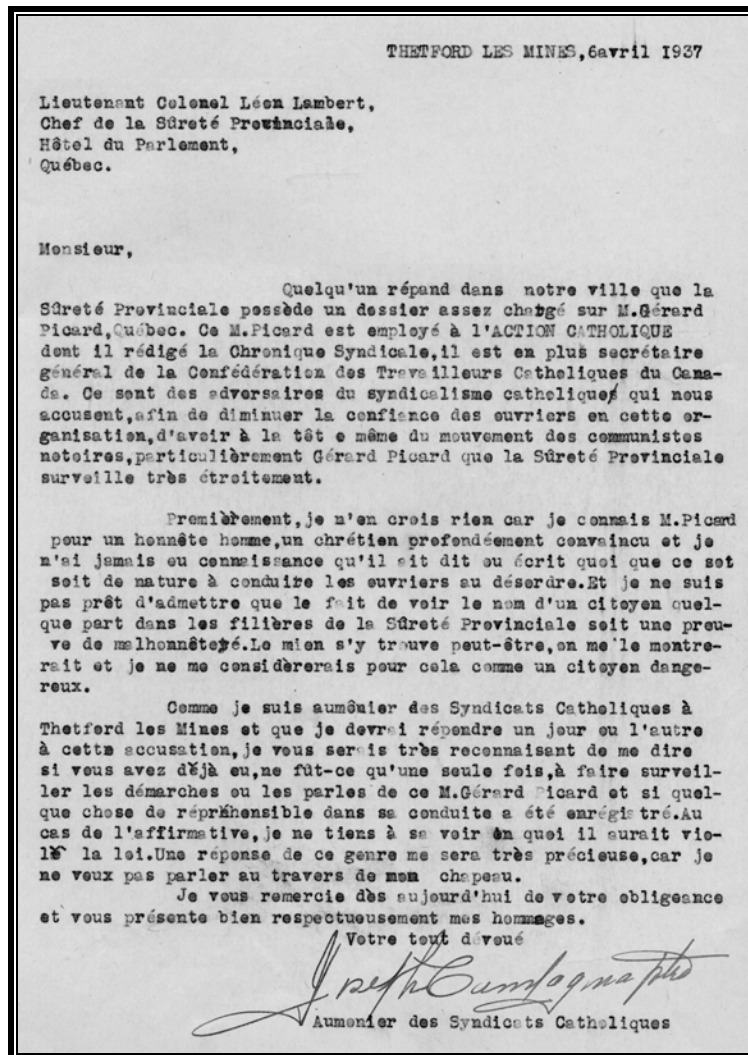 THETFORD LES MINES,6avril I937
Lieutenant Colonel Léon Lambert,
Chef de la Sûreté Provinciale,
Hôtel du Parlement,
Québec.
Monsieur,
Quelqu'un répand dans notre ville que la
Sûreté Provinciale possède un dossier assez chargé sur M.Gérard
Picard,Québec. Ce M.Picard est employé à l'ACTION CATHOLIQUE
dont il rédigé la Chronique Syndicale,il est en plus secrétaire
général de la Confédération des Travailleurs Catholiques du Cana-
da. Ce sont des adversaires du syndicalisme catholique qui nous
accusent,afin de diminuer la confiance des ouvriers en cette or-
ganisation,d'avoir à la têt e même du mouvement des communistes
notoires,particulièrement Gérard Picard que la Sûreté Provinciale
surveille très étroitement.
Premièrement,je n'en crois rien car je connais M.Picard
pour un honnête homme,un chrétien profondéement convaincu et je
n'ai jamais eu connaissance qu'il ait dit ou écrit quoi que ce sot
soit de nature à conduire les ouvriers au désordre.Et je ne suis
pas prêt d'admettre que le fait de voir le nom d'un citoyen quel-
que part dans les filières de la Sûreté Provinciale soit une preu-
ve de malhonnêteté.Le mien s'y trouve peut-être,on me le montre-
rait et je ne me considèrerais pour cela comme un citoyen dange-
reux.
Comme je suis aumônier des Syndicats Catholiques à
Thetford les Mines et que je devrai répondre un jour ou l'autre
à cette accusation,je vous serais très reconnaisant de me dire
si vous avez déjà eu,ne fût-ce qu'une seule fois,à faire surveil-
ler les démarches ou les parles de ce M.Gérard Picard et si quel-
que chose de répréhensible dans sa conduite a été enrégis tré.Au
cas de l'affirmative,je ne tiens à sa voir en quoi il aurait vio-
lé la loi.Une réponse de ce genre me sera très précieuse,car je
ne veux pas parler au travers de mon chapeau.
Je vous remercie dès aujourd'hui de votre obligeance
et vous présente bien respectueusement mes hommages.
Votre tout dévoué
Joseph Campagna ptre
Aumonier des Syndicats Catholiques